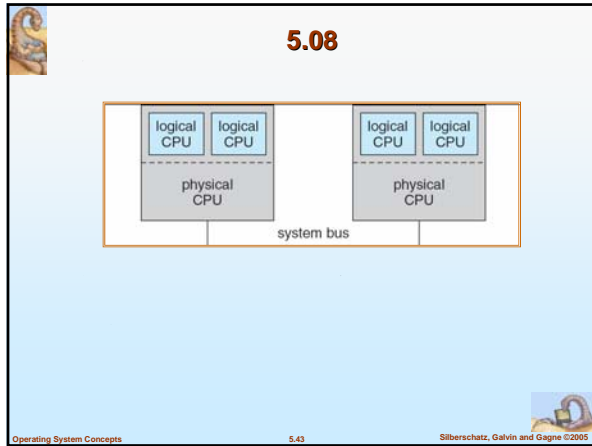 5.08
logical CPU
logical CPU
physical CPU
logical CPU
logical CPU
physical CPU
system bus
Operating System Concepts
5.43
Silberschatz, Galvin and Gagne ©2005